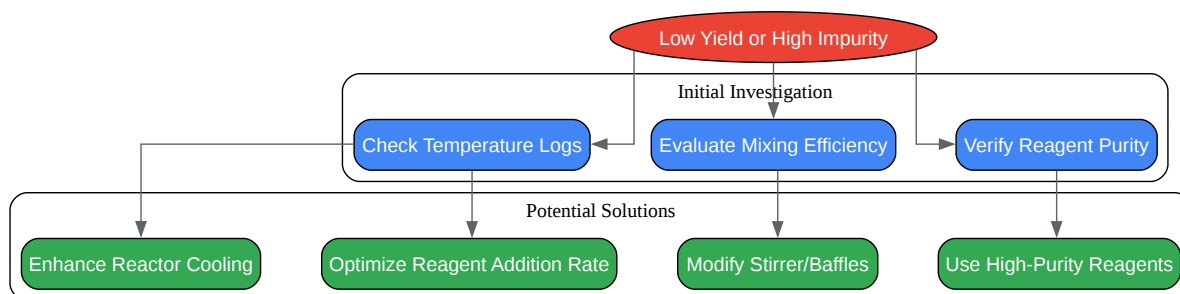 Low Yield or High Impurity
Initial Investigation
Check Temperature Logs
Evaluate Mixing Efficiency
Verify Reagent Purity
Potential Solutions
Enhance Reactor Cooling
Optimize Reagent Addition Rate
Modify Stirrer/Baffles
Use High-Purity Reagents